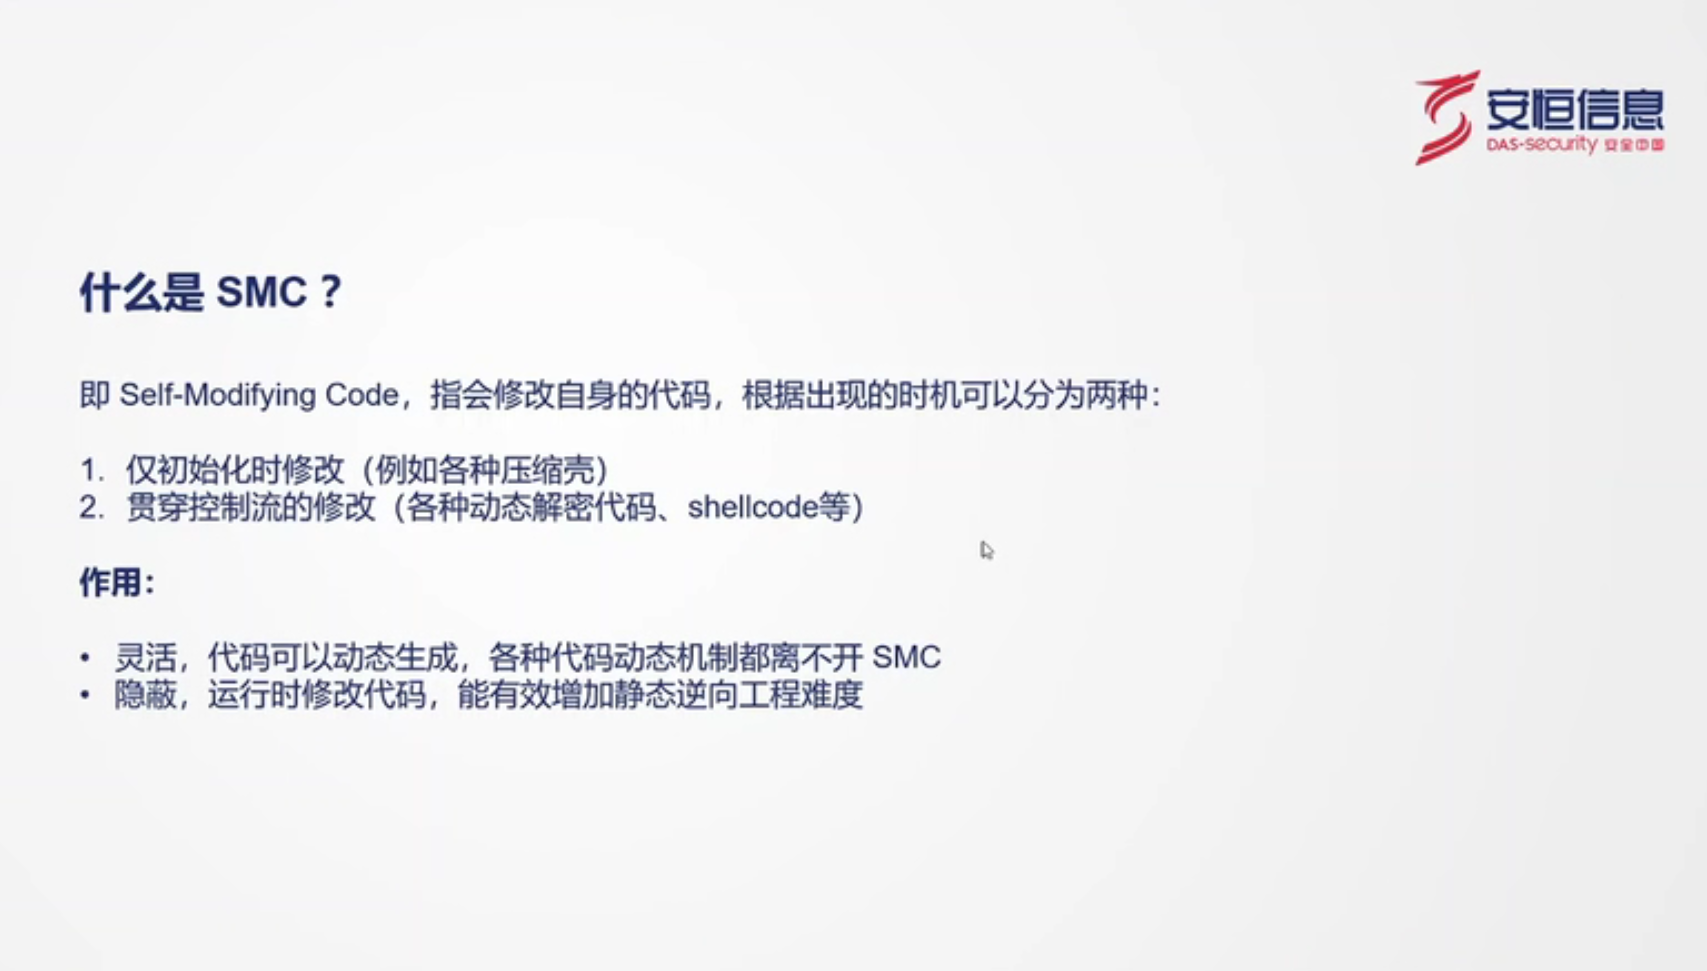 安恒信息
DAS-security 安全中国
什么是 SMC ？
即 Self-Modifying Code，指会修改自身的代码，根据出现的时机可以分为两种：
1. 仅初始化时修改（例如各种压缩壳）
2. 贯穿控制流的修改（各种动态解密代码、shellcode等）
作用：
• 灵活，代码可以动态生成，各种代码动态机制都离不开 SMC
• 隐蔽，运行时修改代码，能有效增加静态逆向工程难度